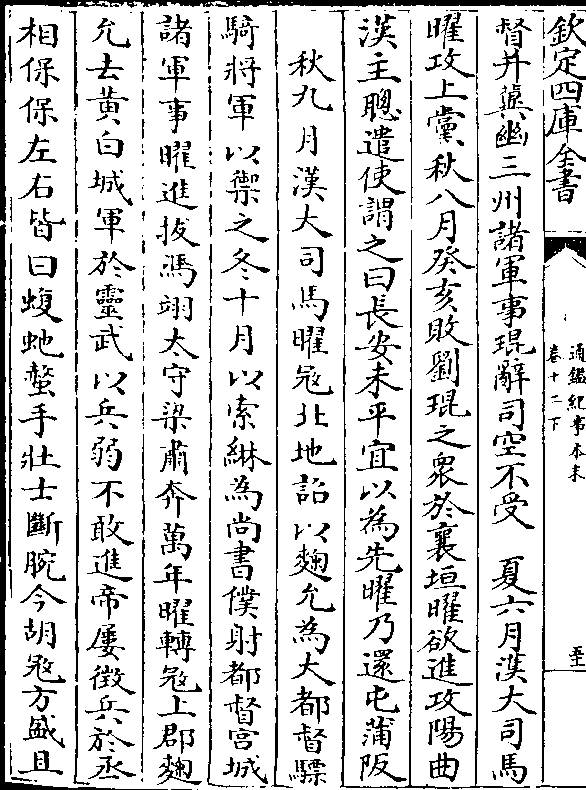 欽定四庫全書
通鑑紀事本末
卷十二下
至
督并冀幽三州諸軍事琨辭司空不受　夏六月漢大司馬
曜攻上黨秋八月癸亥敗劉琨之衆於襄垣曜欲進攻陽曲
漢主聰遣使謂之曰長安未平宜以為先曜乃還屯蒲阪
秋九月漢大司馬曜寇北地詔以麴允為大都督驃
騎將軍以禦之冬十月以索綝為尚書僕射都督宮城
諸軍事曜進拔馮翊太守梁肅奔萬年曜轉寇上郡麴
允去黃白城軍於靈武以兵弱不敢進帝屢徵兵於丞
相保保左右皆曰蝮虵螫手壯士斷腕今胡寇方盛且